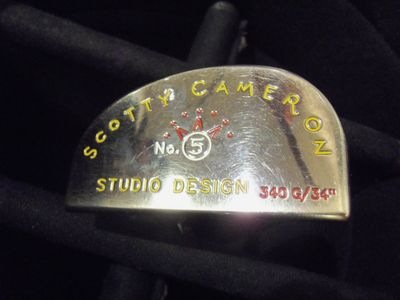 SCOTTY CAMERON
No. 5
STUDIO DESIGN 340 G/34"